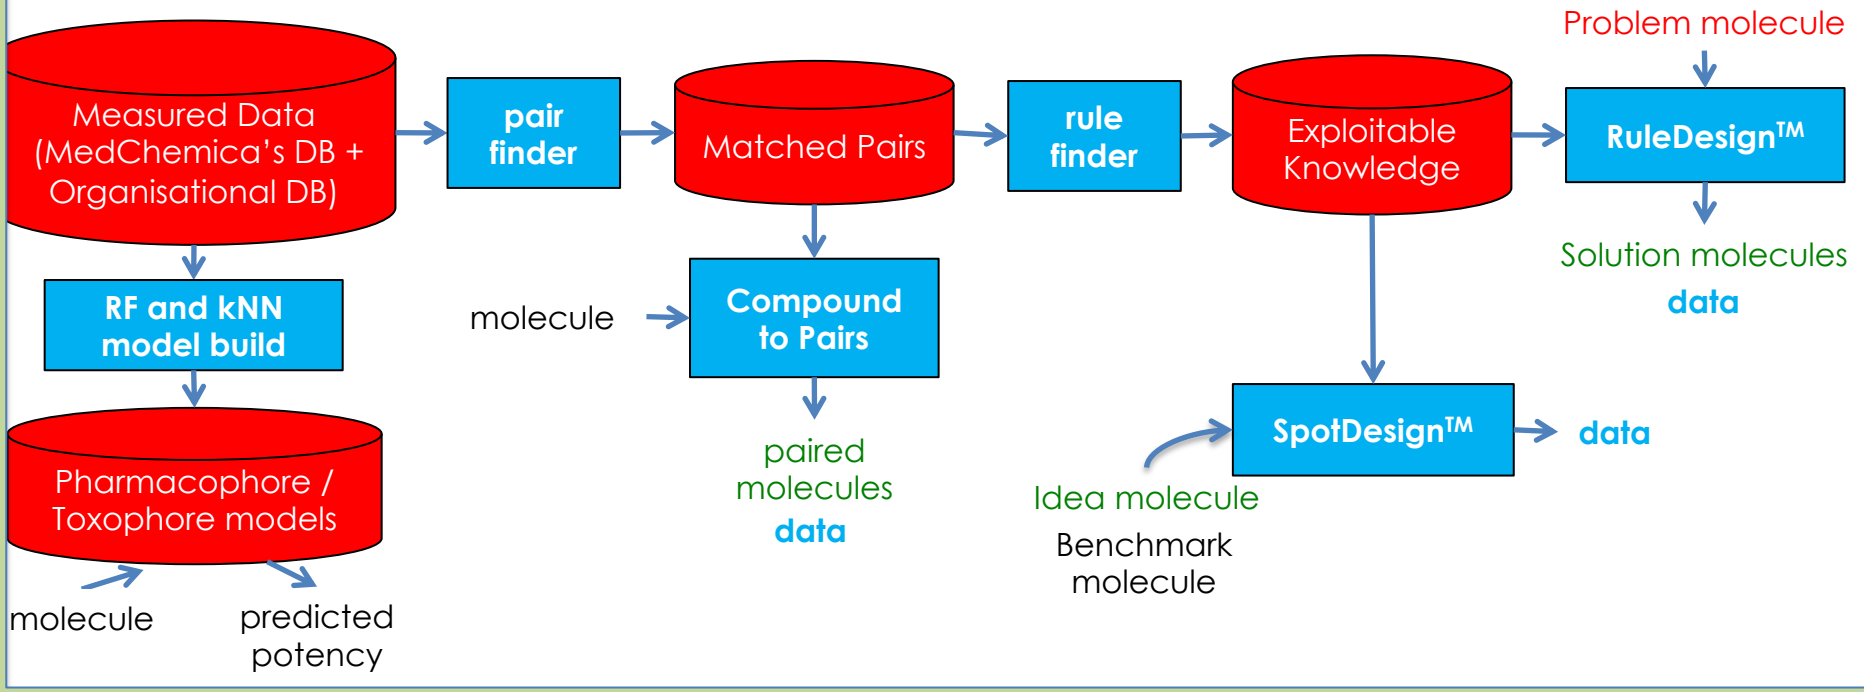 Problem molecule
Measured Data
(MedChemica's DB +
Organisational DB)
pair
finder
Matched Pairs
rule
finder
Exploitable
Knowledge
RuleDesign™
Solution molecules
data
RF and kNN
model build
molecule
Compound
to Pairs
paired
molecules
data
SpotDesign™
data
Idea molecule
Benchmark
molecule
Pharmacophore /
Toxophore models
molecule
predicted
potency